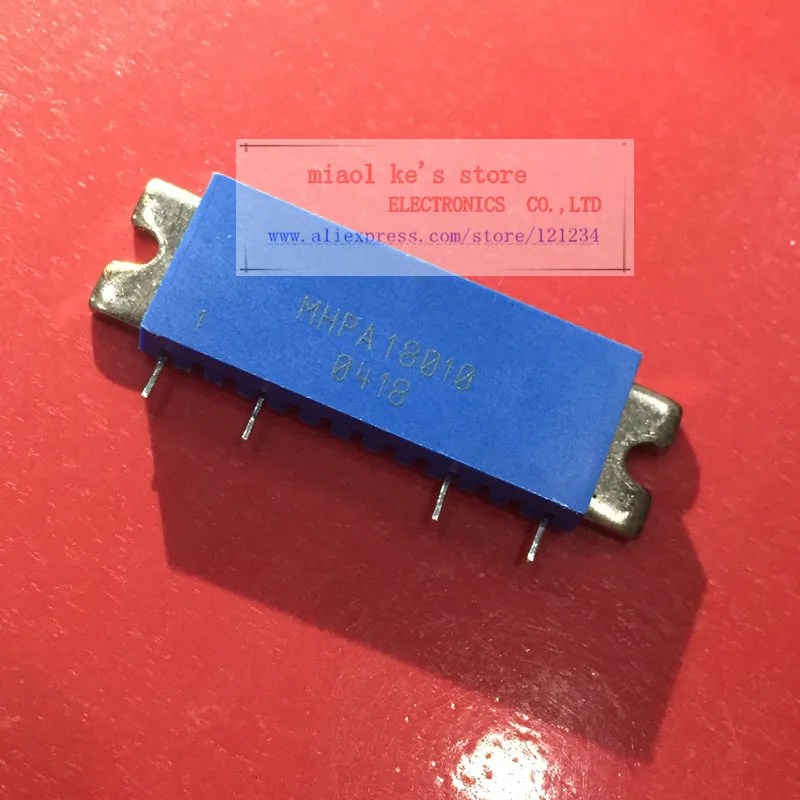 miaol ke's store
ELECTRONICS CO.,LTD
www.aliexpress.com/store/121234
MHPA18010
0418
1